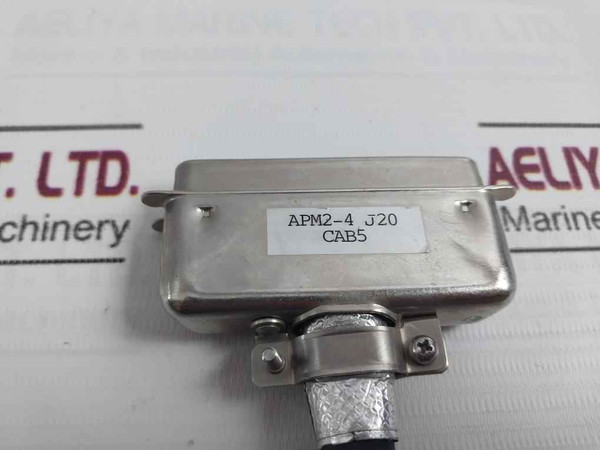 T. LTD.
chinery
AELIY
Marine
APM2-4 J20
CAB5